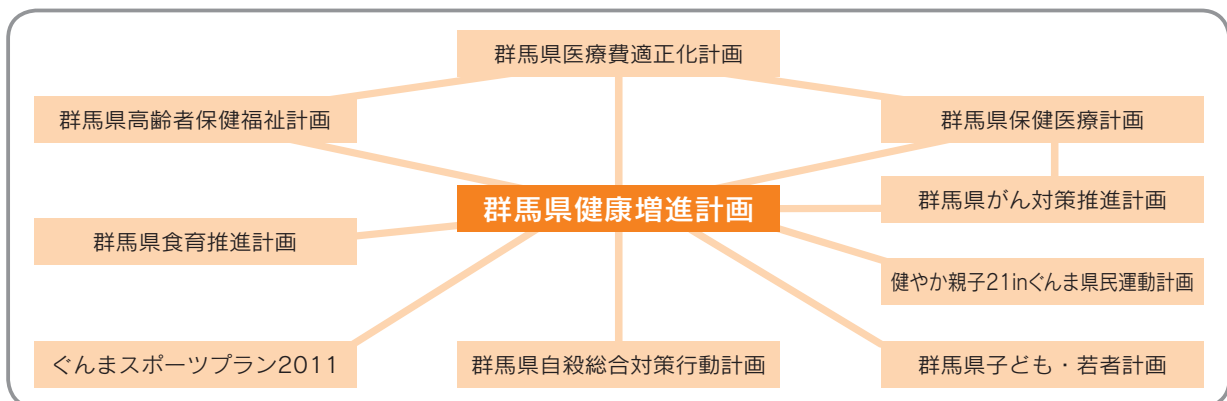 群馬県医療費適正化計画
群馬県高齢者保健福祉計画
群馬県保健医療計画
群馬県健康増進計画
群馬県がん対策推進計画
群馬県食育推進計画
健やか親子21inぐんま県民運動計画
ぐんまスポーツプラン2011
群馬県自殺総合対策行動計画
群馬県子ども・若者計画